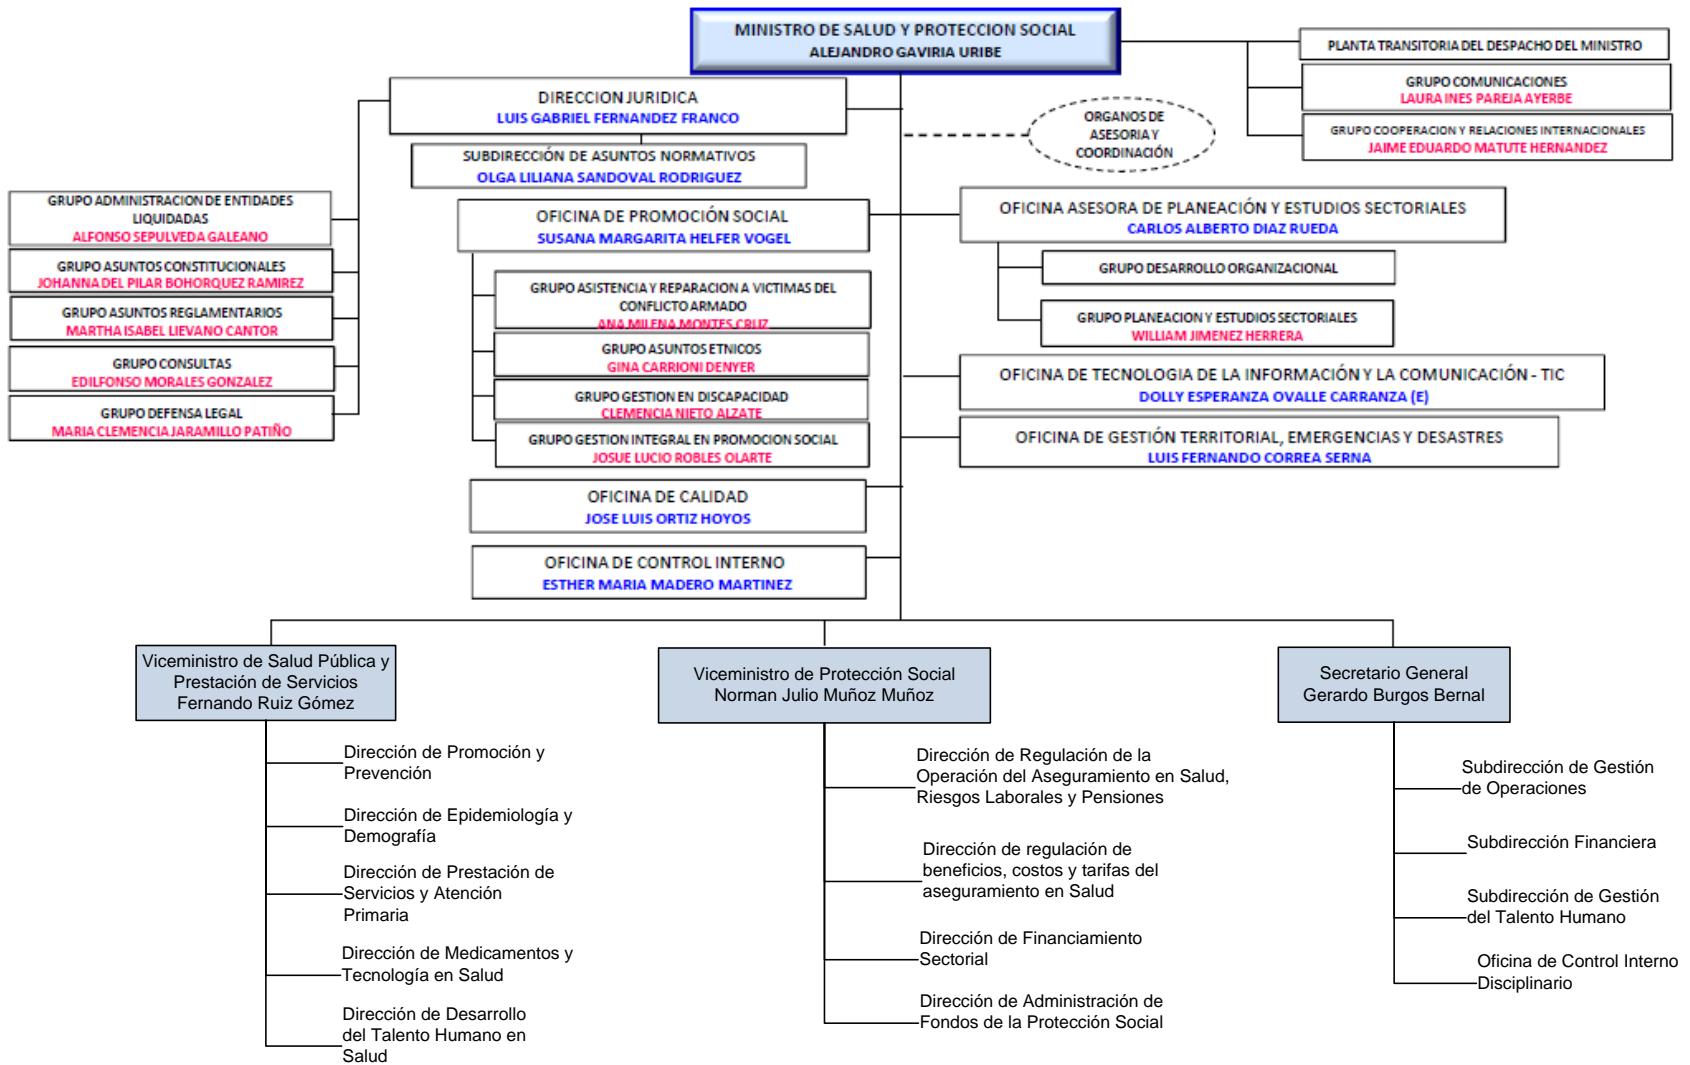 MINISTRO DE SALUD Y PROTECCION SOCIAL
ALEJANDRO GAVIRIA URIBE
PLANTA TRANSITORIA DEL DESPACHO DEL MINISTRO
GRUPO COMUNICACIONES
LAURA INES PAREJA AYERBE
GRUPO COOPERACION Y RELACIONES INTERNACIONALES
JAIME EDUARDO MATUTE HERNANDEZ
DIRECCION JURIDICA
LUIS GABRIEL FERNANDEZ FRANCO
ORGANOS DE
ASESORIA Y
COORDINACIÓN
SUBDIRECCIÓN DE ASUNTOS NORMATIVOS
OLGA LILIANA SANDOVAL RODRIGUEZ
GRUPO ADMINISTRACION DE ENTIDADES
LIQUIDADAS
ALFONSO SEPULVEDA GALEANO
GRUPO ASUNTOS CONSTITUCIONALES
JOHANNA DEL PILAR BOHORQUEZ RAMIREZ
GRUPO ASUNTOS REGLAMENTARIOS
MARTHA ISABEL LIEVANO CANTOR
GRUPO CONSULTAS
EDILFONSO MORALES GONZALEZ
GRUPO DEFENSA LEGAL
MARIA CLEMENCIA JARAMILLO PATIÑO
OFICINA DE PROMOCIÓN SOCIAL
SUSANA MARGARITA HELFER VOGEL
GRUPO ASISTENCIA Y REPARACION A VICTIMAS DEL
CONFLICTO ARMADO
ANA MILENA MONTES CRUZ
GRUPO ASUNTOS ETNICOS
GINA CARRIONI DENYER
GRUPO GESTION EN DISCAPACIDAD
CLEMENCIA NIETO ALZATE
GRUPO GESTION INTEGRAL EN PROMOCION SOCIAL
JOSUE LUCIO ROBLES OLARTE
OFICINA DE CALIDAD
JOSE LUIS ORTIZ HOYOS
OFICINA DE CONTROL INTERNO
ESTHER MARIA MADERO MARTINEZ
OFICINA ASESORA DE PLANEACIÓN Y ESTUDIOS SECTORIALES
CARLOS ALBERTO DIAZ RUEDA
GRUPO DESARROLLO ORGANIZACIONAL
GRUPO PLANEACION Y ESTUDIOS SECTORIALES
WILLIAM JIMENEZ HERRERA
OFICINA DE TECNOLOGIA DE LA INFORMACIÓN Y LA COMUNICACIÓN - TIC
DOLLY ESPERANZA OVALLE CARRANZA (E)
OFICINA DE GESTIÓN TERRITORIAL, EMERGENCIAS Y DESASTRES
LUIS FERNANDO CORREA SERNA
Viceministro de Salud Pública y
Prestación de Servicios
Fernando Ruiz Gómez
Dirección de Promoción y
Prevención
Dirección de Epidemiología y
Demografía
Dirección de Prestación de
Servicios y Atención
Primaria
Dirección de Medicamentos y
Tecnología en Salud
Dirección de Desarrollo
del Talento Humano en
Salud
Viceministro de Protección Social
Norman Julio Muñoz Muñoz
Dirección de Regulación de la
Operación del Aseguramiento en Salud,
Riesgos Laborales y Pensiones
Dirección de regulación de
beneficios, costos y tarifas del
aseguramiento en Salud
Dirección de Financiamiento
Sectorial
Dirección de Administración de
Fondos de la Protección Social
Secretario General
Gerardo Burgos Bernal
Subdirección de Gestión
de Operaciones
Subdirección Financiera
Subdirección de Gestión
del Talento Humano
Oficina de Control Interno
Disciplinario